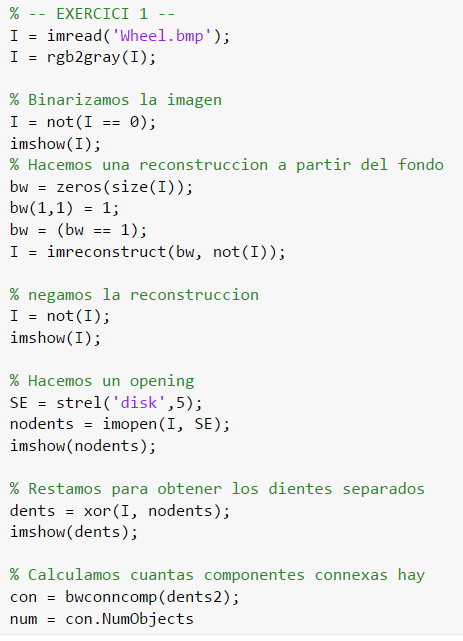 % -- EXERCICI 1 --
I = imread('Wheel.bmp');
I = rgb2gray(I);
% Binarizamos la imagen
I = not(I == 0);
imshow(I);
% Hacemos una reconstruccion a partir del fondo
bw = zeros(size(I));
bw(1,1) = 1;
bw = (bw == 1);
I = imreconstruct(bw, not(I));
% negamos la reconstruccion
I = not(I);
imshow(I);
% Hacemos un opening
SE = strel('disk',5);
nodents = imopen(I, SE);
imshow(nodents);
% Restamos para obtener los dientes separados
dents = xor(I, nodents);
imshow(dents);
% Calculamos cuantas componentes connexas hay
con = bwconncomp(dents2);
num = con.NumObjects